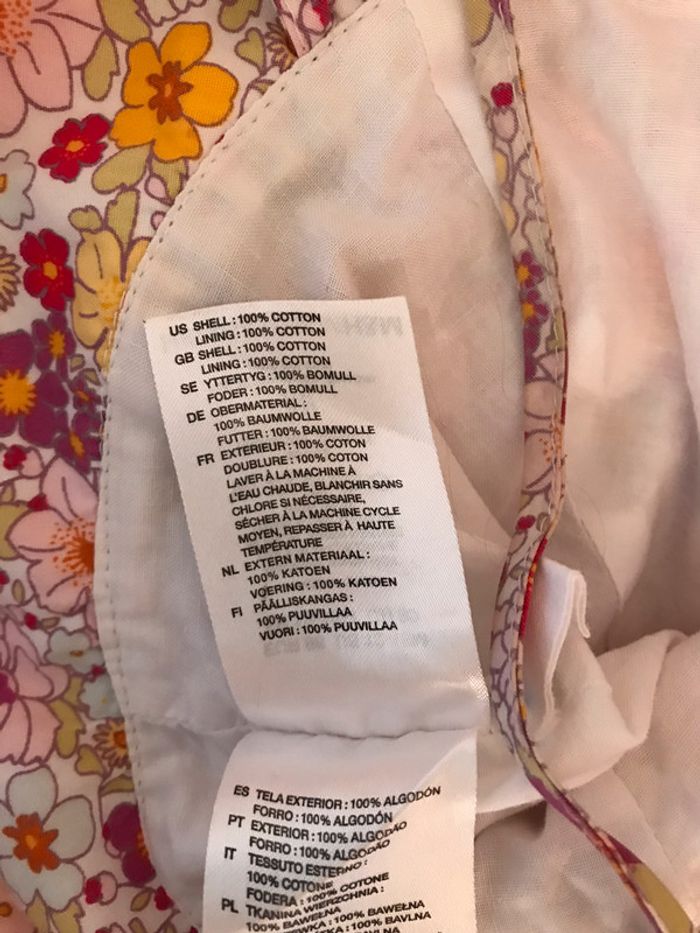 US SHELL : 100% COTTON
LINING : 100% COTTON
GB SHELL : 100% COTTON
LINING : 100% COTTON
SE YTTERTYG : 100% BOMULL
FODER : 100% BOMULL
DE OBERMATERIAL :
100% BAUMWOLLE
FUTTER : 100% BAUMWOLLE
FR EXTERIEUR : 100% COTON
DOUBLURE : 100% COTON
LAVER À LA MACHINE À
L'EAU CHAUDE, BLANCHIR SANS
CHLORE SI NÉCESSAIRE,
SÉCHER À LA MACHINE CYCLE
MOYEN, REPASSER À HAUTE
TEMPÉRATURE
NL EXTERN MATERIAAL :
100% KATOEN
VOERING : 100% KATOEN
FI PÄÄLLISKANGAS :
100% PUUVILLAA
VUORI : 100% PUUVILLAA
ES TELA EXTERIOR : 100% ALGODÓN
FORRO : 100% ALGODÓN
PT EXTERIOR : 100% ALGODÃO
FORRO : 100% ALGODÃO
IT TESSUTO ESTERNO :
100% COTONE
FODERA : 100% COTONE
PL TKANINA WIERZCHNIA :
100% BAWEŁNA
100% BAWEŁNA
100% BAVLNA